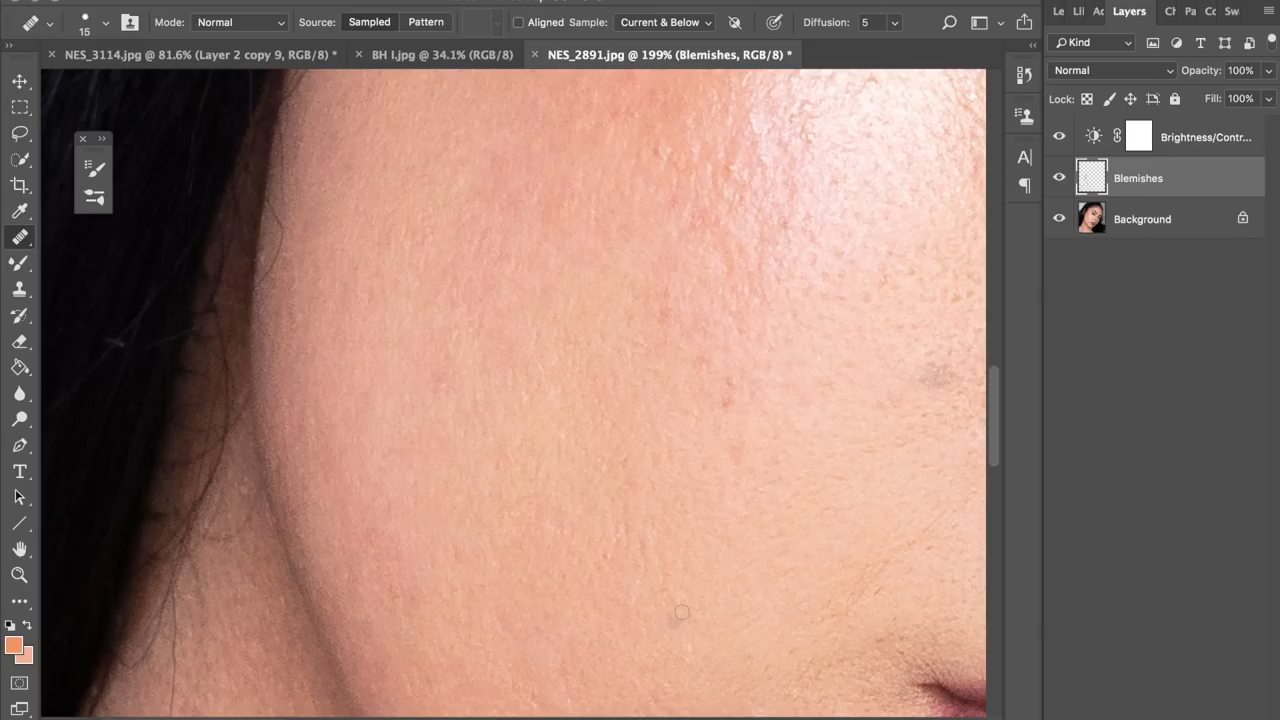 Mode: Normal Source: Sampled Pattern Aligned Sample: Current & Below Diffusion: 5
15
NES_3114.jpg @ 81.6% (Layer 2 copy 9, RGB/8) * BH I.jpg @ 34.1% (RGB/8) NES_2891.jpg @ 199% (Blemishes, RGB/8) *
Le Li Ac Layers Ch Pa Cc Sw
Kind
Normal Opacity: 100%
Lock: Fill: 100%
Brightness/Contr...
Blemishes
Background